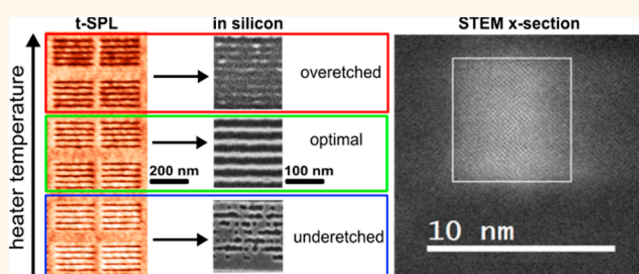 t-SPL
in silicon
STEM x-section
heater temperature
overetched
optimal
200 nm
100 nm
underetched
10 nm